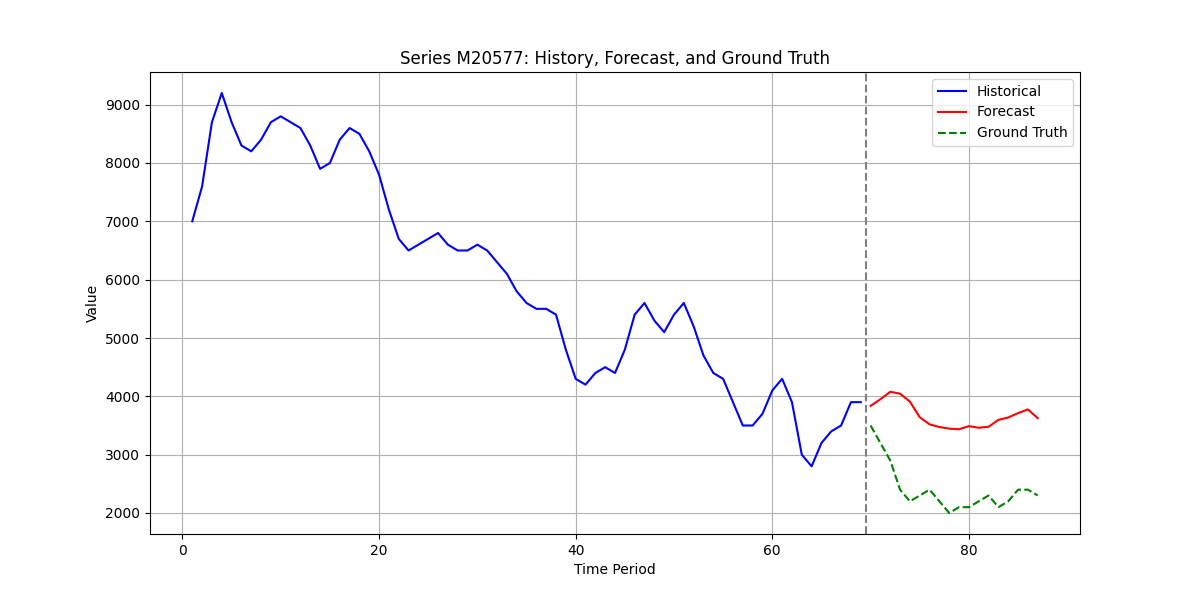 Series M20577: History, Forecast, and Ground Truth
Historical
Forecast
Ground Truth
Value
9000
8000
7000
6000
5000
4000
3000
2000
0
20
40
60
80
Time Period